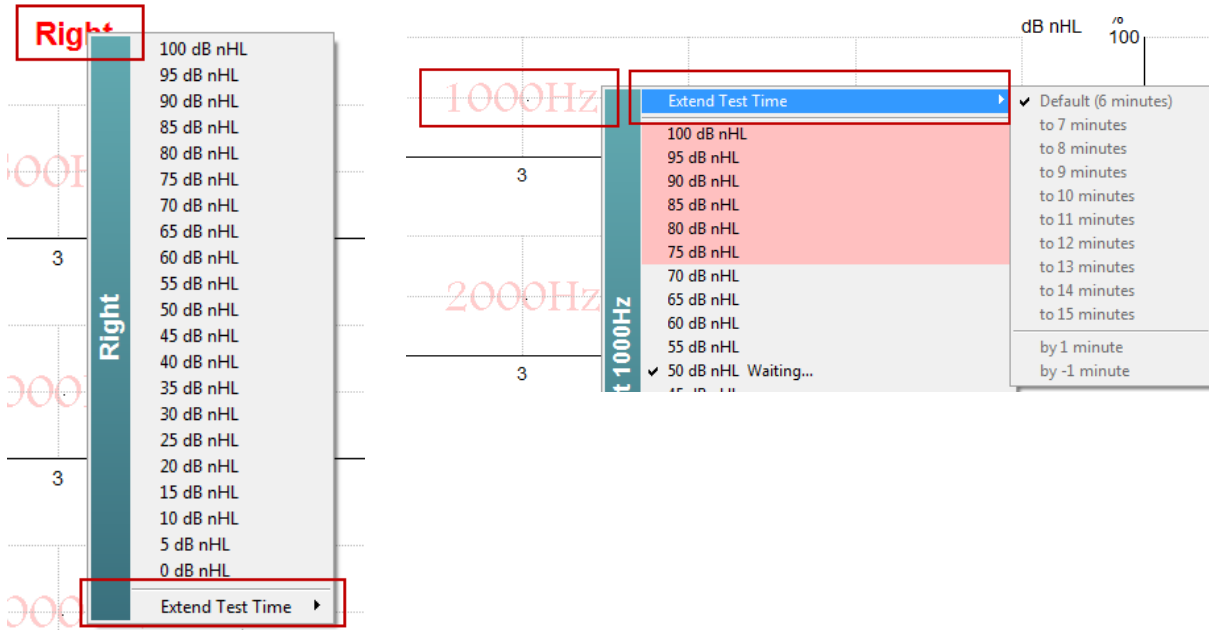 Right
100 dB nHL
95 dB nHL
90 dB nHL
85 dB nHL
80 dB nHL
75 dB nHL
70 dB nHL
65 dB nHL
60 dB nHL
55 dB nHL
50 dB nHL
45 dB nHL
40 dB nHL
35 dB nHL
30 dB nHL
25 dB nHL
20 dB nHL
15 dB nHL
10 dB nHL
5 dB nHL
0 dB nHL
Extend Test Time
Right
3
3
dB nHL
100
1000Hz
3
2000Hz
3
1000Hz
Extend Test Time
100 dB nHL
95 dB nHL
90 dB nHL
85 dB nHL
80 dB nHL
75 dB nHL
70 dB nHL
65 dB nHL
60 dB nHL
55 dB nHL
50 dB nHL Waiting...
Default (6 minutes)
to 7 minutes
to 8 minutes
to 9 minutes
to 10 minutes
to 11 minutes
to 12 minutes
to 13 minutes
to 14 minutes
to 15 minutes
by 1 minute
by -1 minute